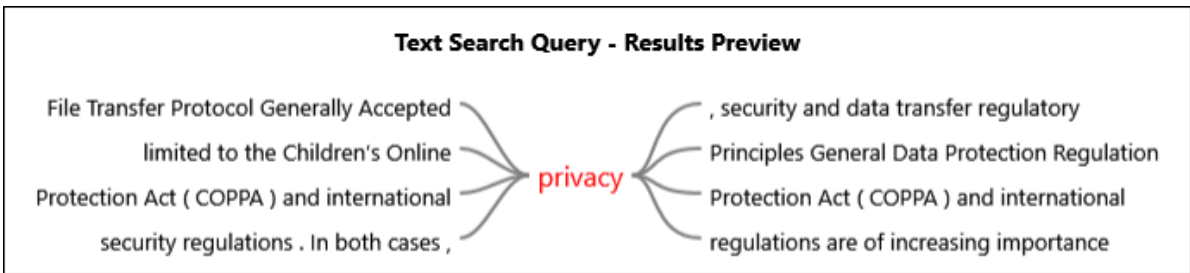 Text Search Query - Results Preview
File Transfer Protocol Generally Accepted
limited to the Children's Online
Protection Act ( COPPA ) and international
security regulations . In both cases ,
privacy
, security and data transfer regulatory
Principles General Data Protection Regulation
Protection Act ( COPPA ) and international
regulations are of increasing importance